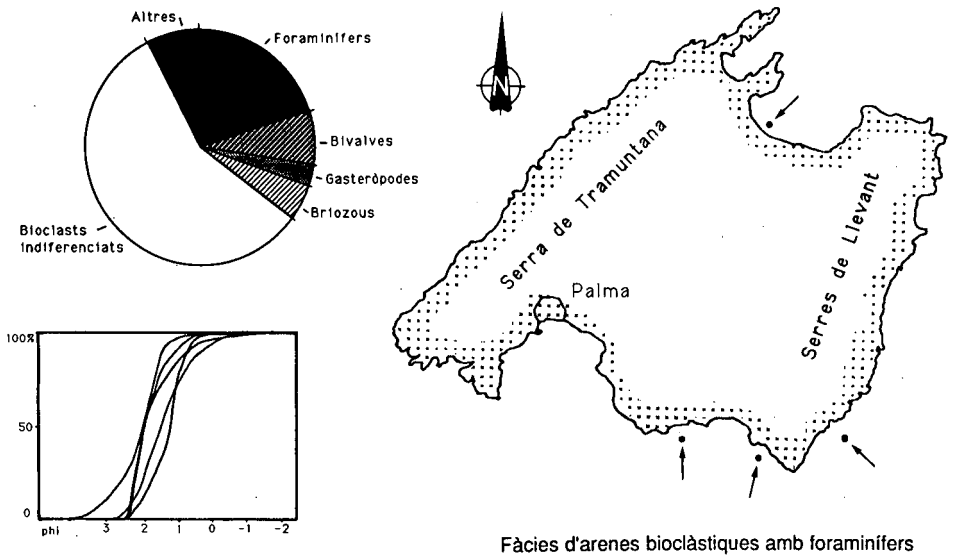 Altres
Foraminífers
Bivalves
Gasteròpodes
Briozous
Bioclasts
indiferenciats
N
Serra de Tramuntana
Serres de Llevant
Palma
100%
50
0
phi 3 2 1 0 -1 -2
Fàcies d'arenes bioclàstiques amb foraminífers